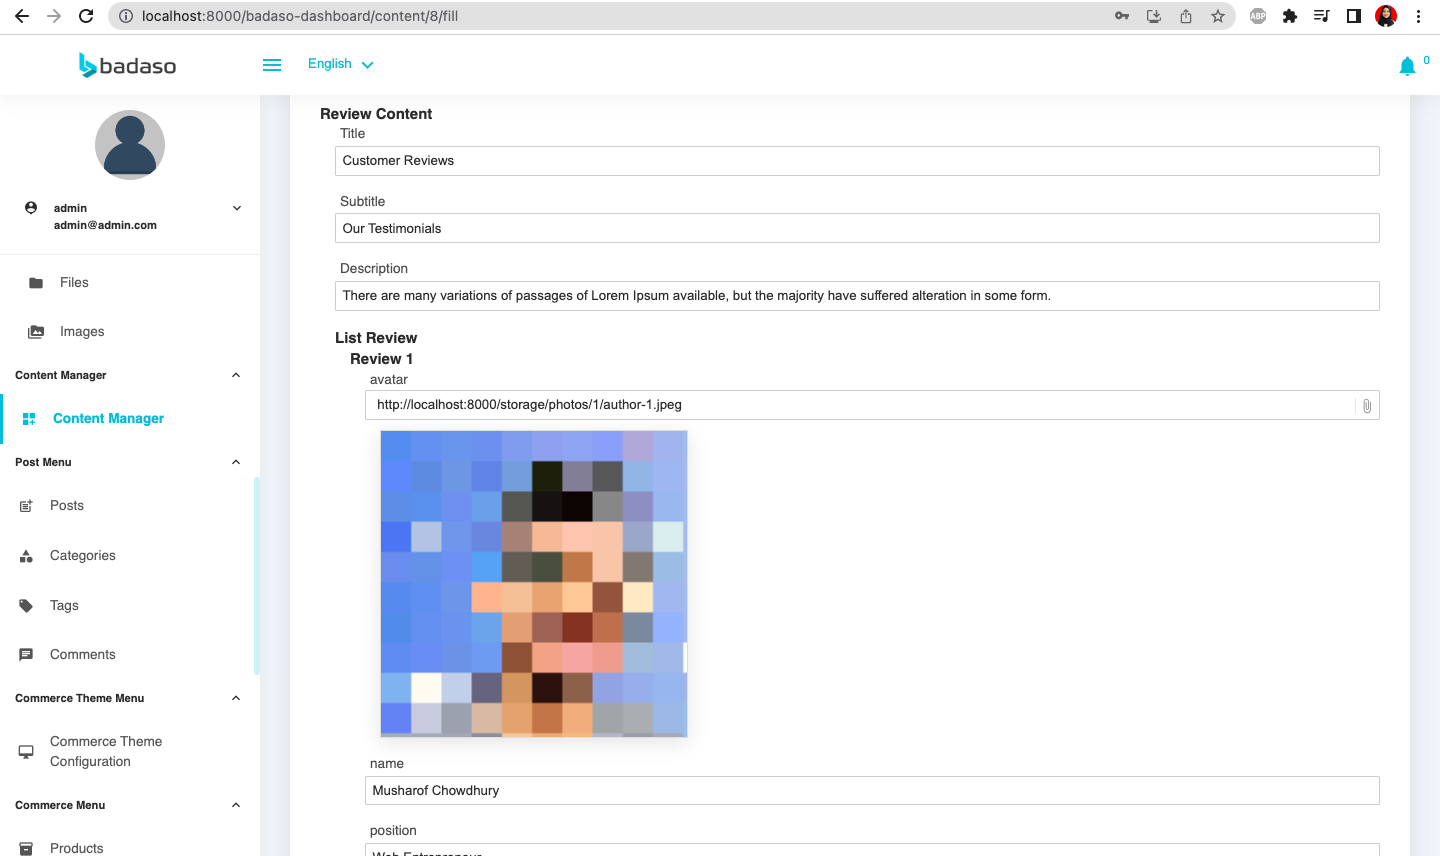 localhost:8000/badaso-dashboard/content/8/fill
ABP
badaso
English
0
admin
admin@admin.com
Files
Images
Content Manager
Content Manager
Post Menu
Posts
Categories
Tags
Comments
Commerce Theme Menu
Commerce Theme
Configuration
Commerce Menu
Products
Review Content
Title
Customer Reviews
Subtitle
Our Testimonials
Description
There are many variations of passages of Lorem Ipsum available, but the majority have suffered alteration in some form.
List Review
Review 1
avatar
http://localhost:8000/storage/photos/1/author-1.jpeg
name
Musharof Chowdhury
position
Web Entrepreneur